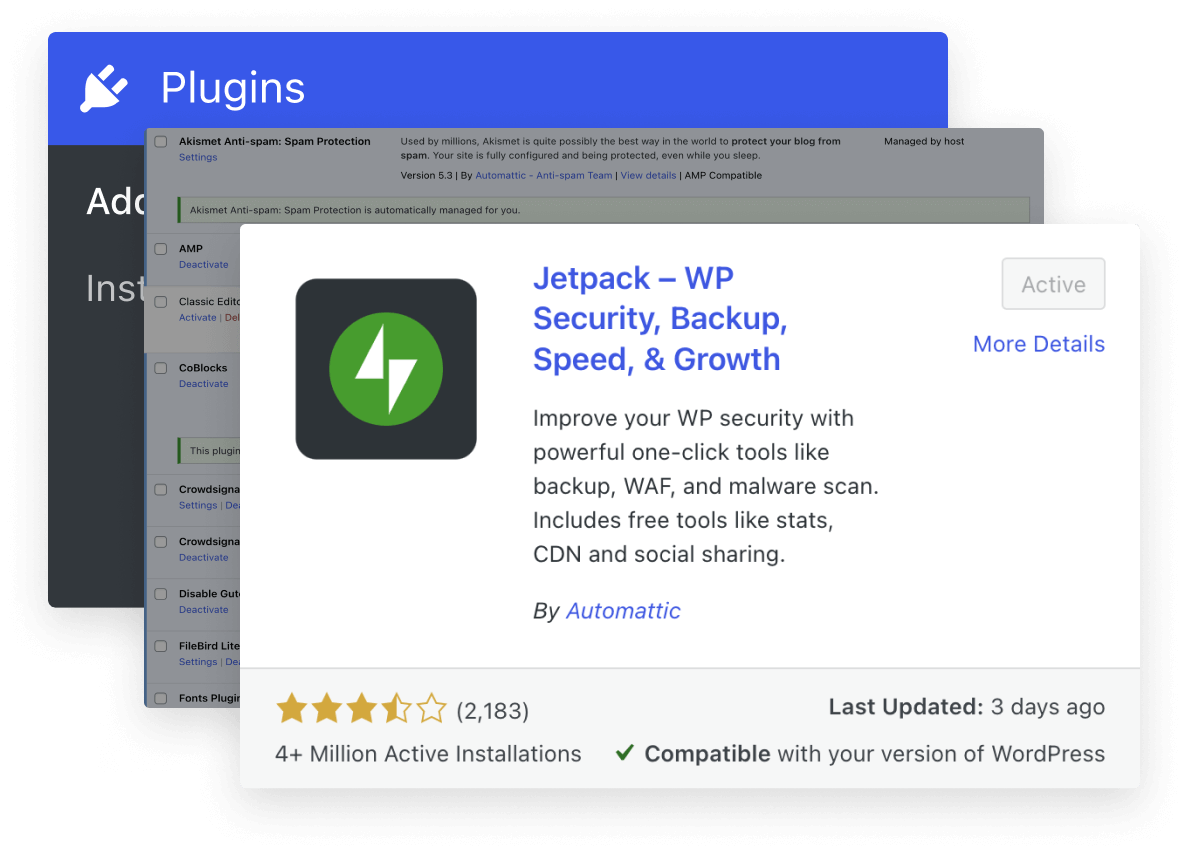 Plugins
Add
Inst
Akismet Anti-spam: Spam Protection
Settings
Used by millions, Akismet is quite possibly the best way in the world to protect your blog from
spam. Your site is fully configured and being protected, even while you sleep.
Version 5.3 | By Automattic - Anti-spam Team | View details | AMP Compatible
Managed by host
Akismet Anti-spam: Spam Protection is automatically managed for you.
AMP
Deactivate
Classic Edito
Activate | Del
CoBlocks
Deactivate
This plugin
Crowdsigna
Settings | Dea
Crowdsigna
Deactivate
Disable Gute
Deactivate
FileBird Lite
Settings | Dea
Fonts Plugin
Jetpack – WP
Security, Backup,
Speed, & Growth
Active
More Details
Improve your WP security with
powerful one-click tools like
backup, WAF, and malware scan.
Includes free tools like stats,
CDN and social sharing.
By Automattic
(2,183)
Last Updated: 3 days ago
4+ Million Active Installations
Compatible with your version of WordPress